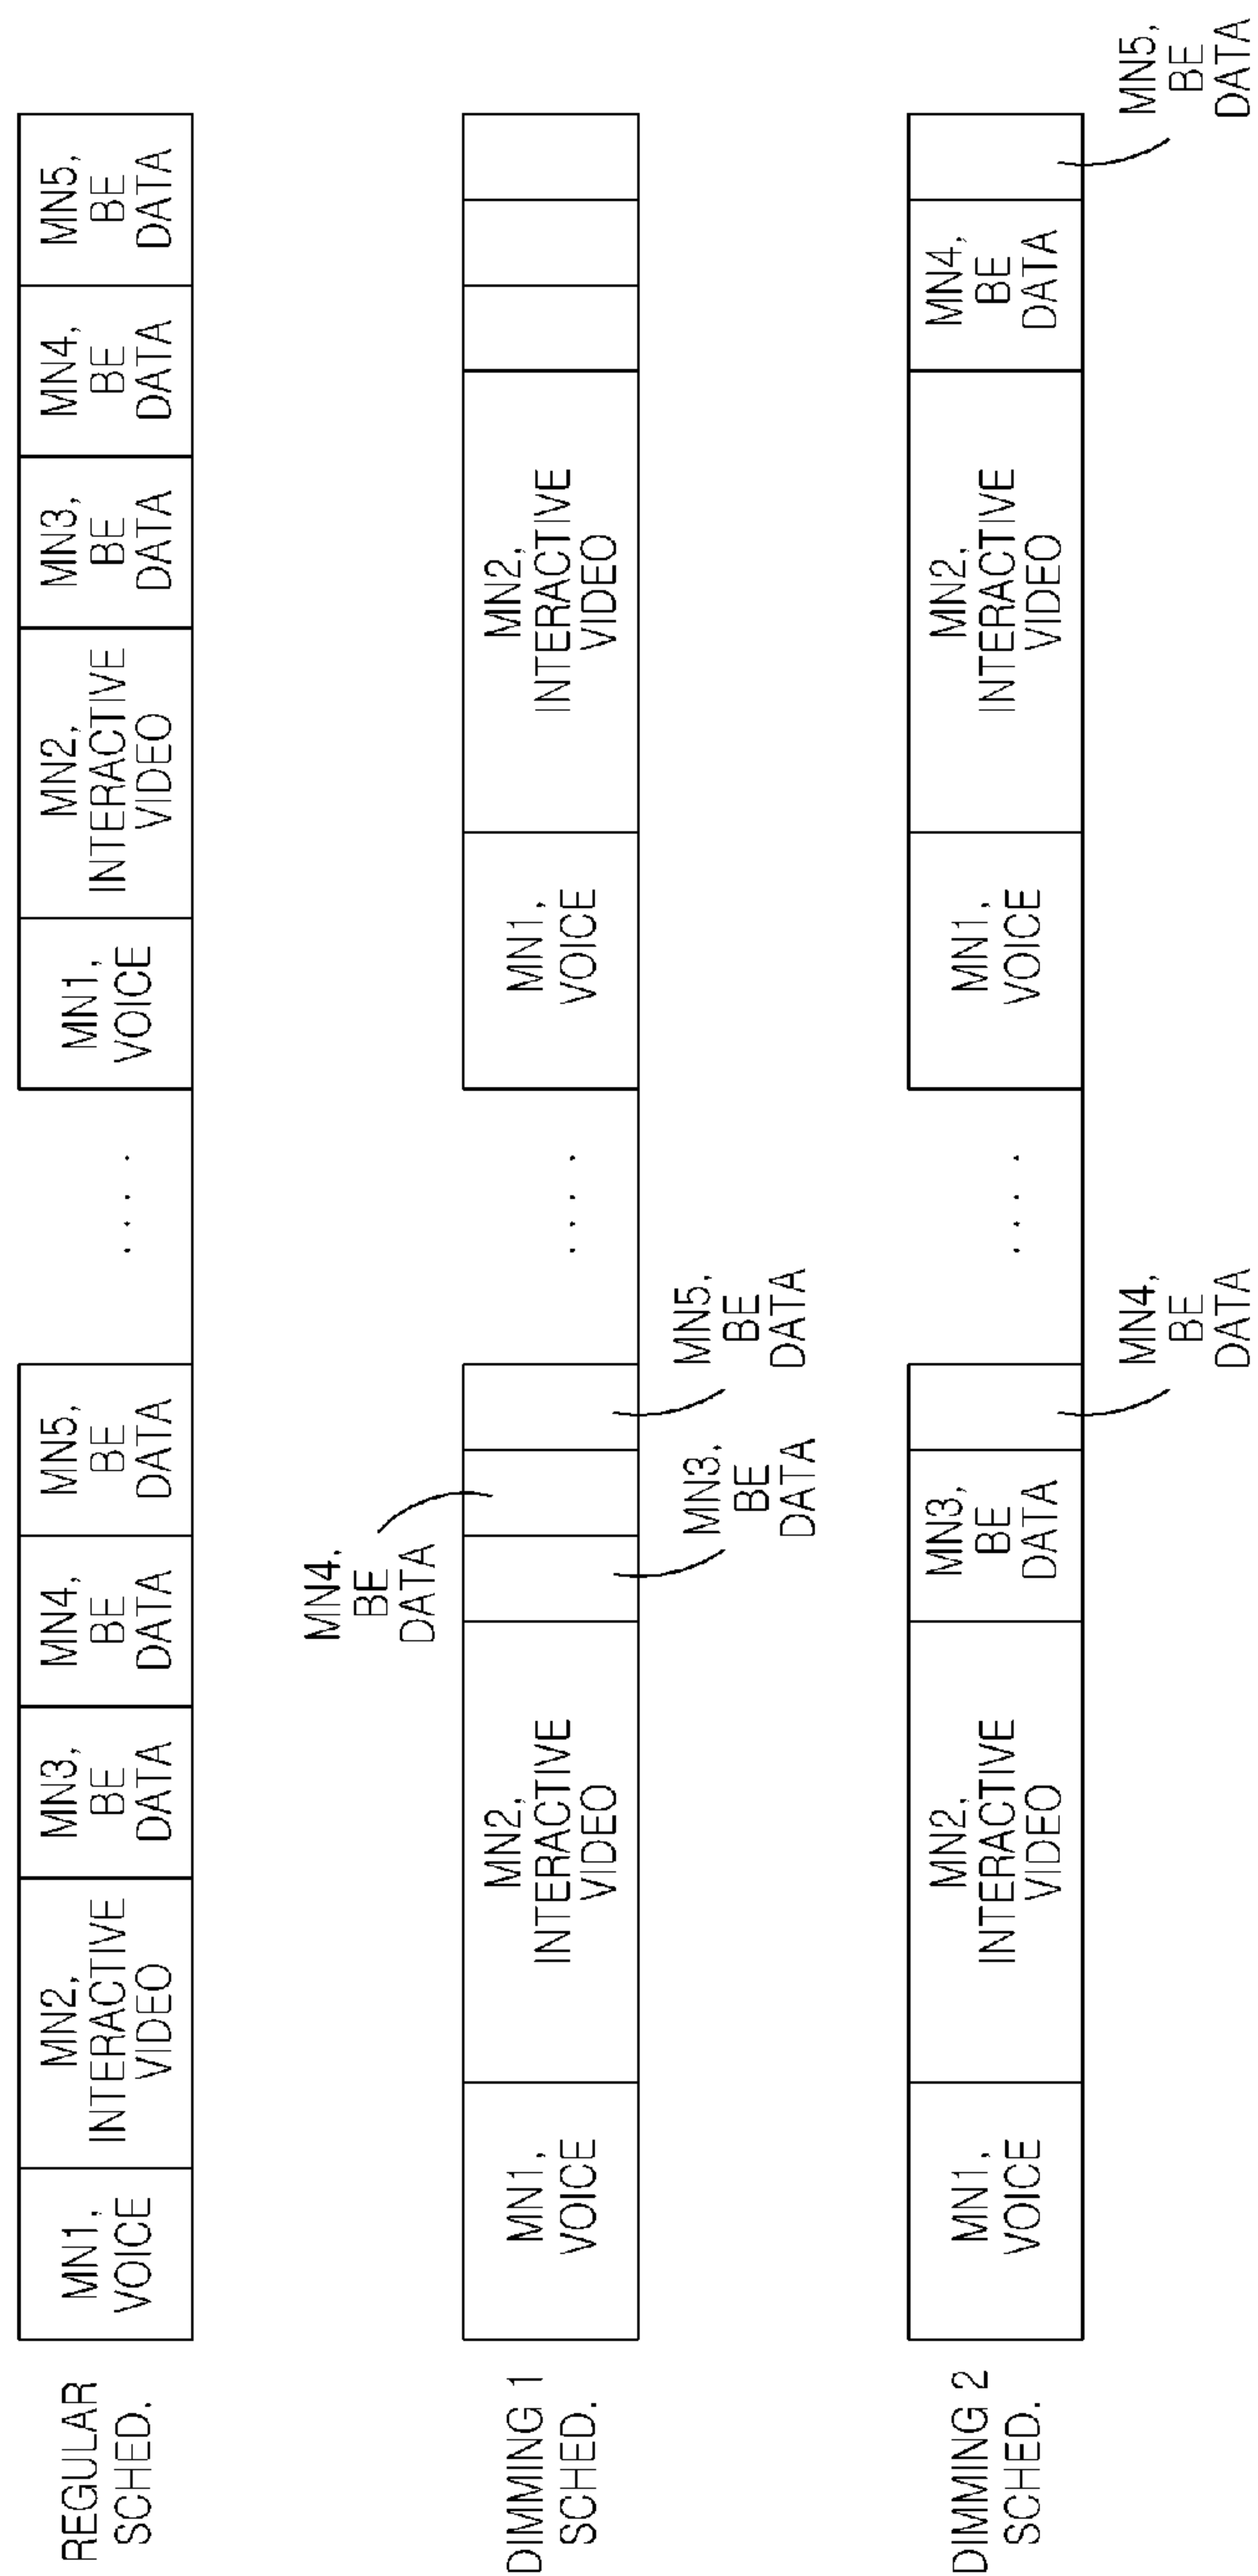 REGULAR
SCHED.
MN1,
VOICE
MN2,
INTERACTIVE
VIDEO
MN3,
BE
DATA
MN4,
BE
DATA
MN5,
BE
DATA
. . . .
MN1,
VOICE
MN2,
INTERACTIVE
VIDEO
MN3,
BE
DATA
MN4,
BE
DATA
MN5,
BE
DATA
DIMMING 1
SCHED.
MN1,
VOICE
MN2,
INTERACTIVE
VIDEO
MN4,
BE
DATA
MN3,
BE
DATA
MN5,
BE
DATA
. . . .
MN1,
VOICE
MN2,
INTERACTIVE
VIDEO
DIMMING 2
SCHED.
MN1,
VOICE
MN2,
INTERACTIVE
VIDEO
MN3,
BE
DATA
MN4,
BE
DATA
. . . .
MN1,
VOICE
MN2,
INTERACTIVE
VIDEO
MN4,
BE
DATA
MN5,
BE
DATA